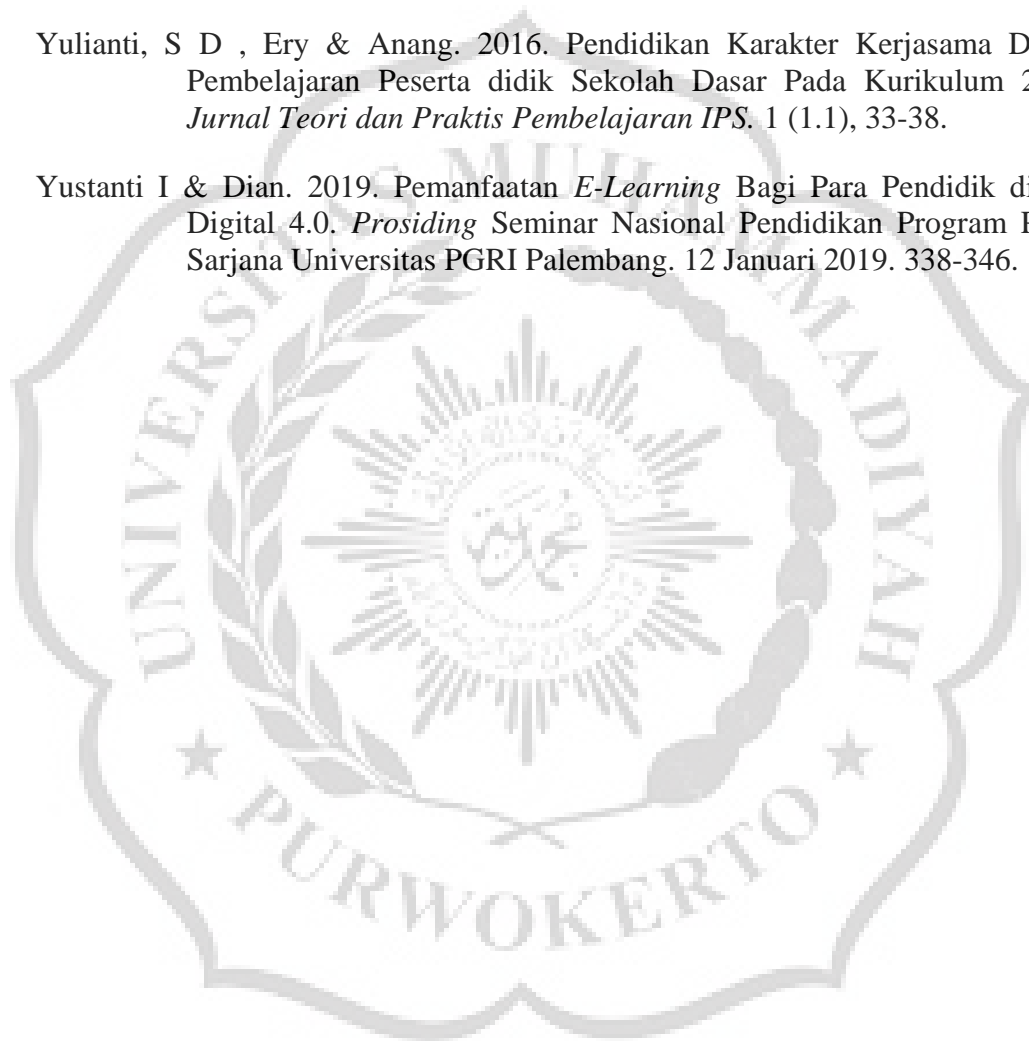 Yulianti, S D , Ery & Anang. 2016. Pendidikan Karakter Kerjasama D
Pembelajaran Peserta didik Sekolah Dasar Pada Kurikulum 2
Jurnal Teori dan Praktis Pembelajaran IPS. 1 (1.1), 33-38.
Yustanti I & Dian. 2019. Pemanfaatan E-Learning Bagi Para Pendidik di
Digital 4.0. Prosiding Seminar Nasional Pendidikan Program P
Sarjana Universitas PGRI Palembang. 12 Januari 2019. 338-346.
UNIVERSITAS MUHAMMADIYAH
PURWOKERTO